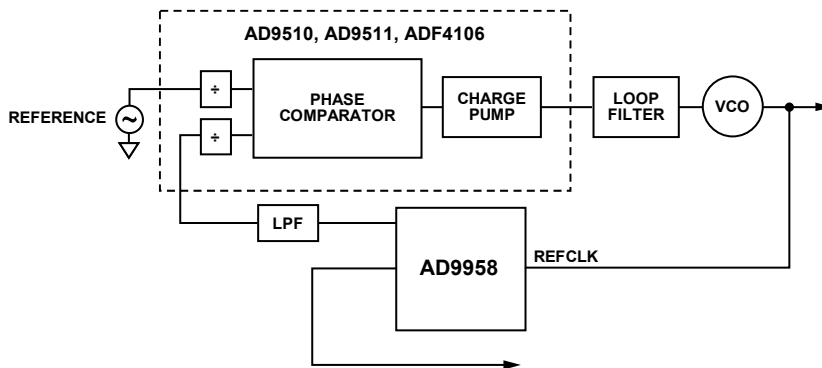 AD9510, AD9511, ADF4106
REFERENCE
~
÷
÷
PHASE
COMPARATOR
CHARGE
PUMP
LOOP
FILTER
VCO
LPF
AD9958
REFCLK